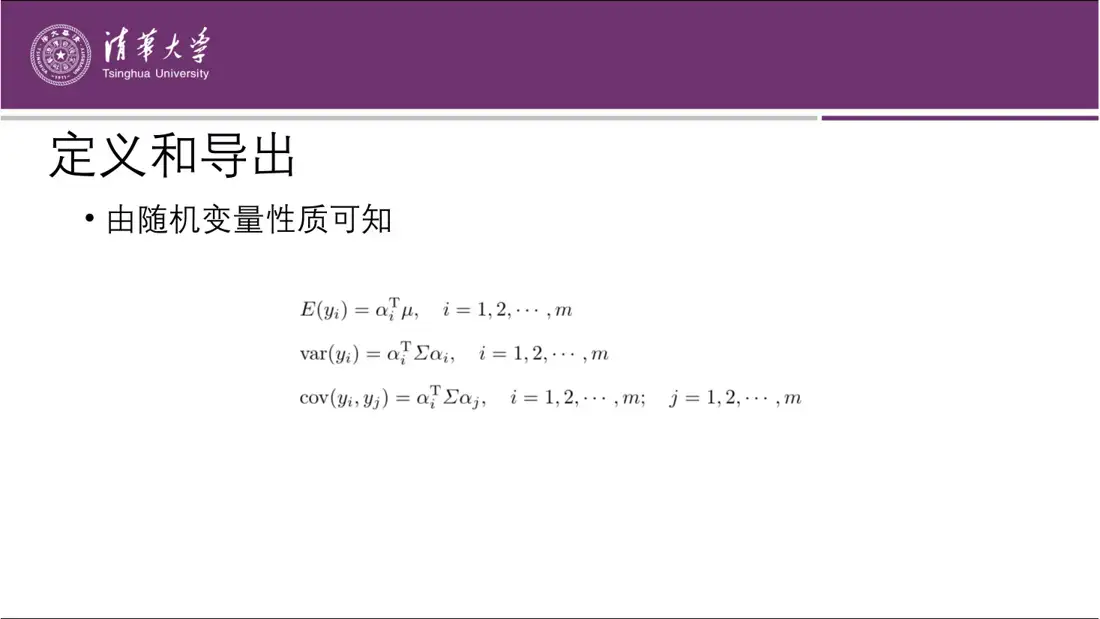 清華大学
Tsinghua University
定义和导出
• 由随机变量性质可知
E(y_i) = α_i^T μ, i = 1, 2, ⋯ , m
var(y_i) = α_i^T Σα_i, i = 1, 2, ⋯ , m
cov(y_i, y_j) = α_i^T Σα_j, i = 1, 2, ⋯ , m; j = 1, 2, ⋯ , m